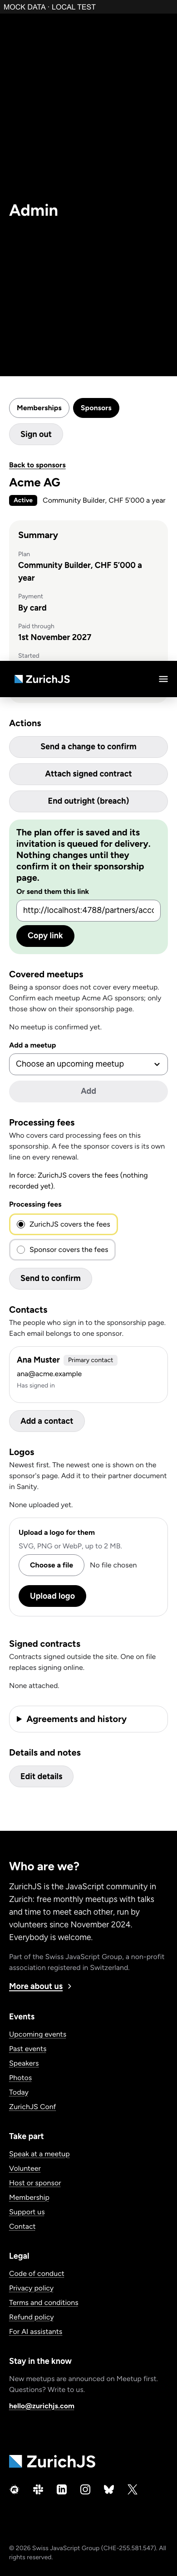 MOCK DATA · LOCAL TEST
Admin
Memberships
Sponsors
Sign out
Back to sponsors
Acme AG
Active
Community Builder, CHF 5'000 a year
Summary
Plan
Community Builder, CHF 5'000 a
year
Payment
By card
Paid through
1st November 2027
Started
ZurichJS
Actions
Send a change to confirm
Attach signed contract
End outright (breach)
The plan offer is saved and its
invitation is queued for delivery.
Nothing changes until they
confirm it on their sponsorship
page.
Or send them this link
http://localhost:4788/partners/acco
Copy link
Covered meetups
Being a sponsor does not cover every meetup.
Confirm each meetup Acme AG sponsors; only
those show on their sponsorship page.
No meetup is confirmed yet.
Add a meetup
Choose an upcoming meetup
Add
Processing fees
Who covers card processing fees on this
sponsorship. A fee the sponsor covers is its own
line on every renewal.
In force: ZurichJS covers the fees (nothing
recorded yet).
Processing fees
ZurichJS covers the fees
Sponsor covers the fees
Send to confirm
Contacts
The people who sign in to the sponsorship page.
Each email belongs to one sponsor.
Ana Muster
Primary contact
ana@acme.example
Has signed in
Add a contact
Logos
Newest first. The newest one is shown on the
sponsor's page. Add it to their partner document
in Sanity.
None uploaded yet.
Upload a logo for them
SVG, PNG or WebP, up to 2 MB.
Choose a file
No file chosen
Upload logo
Signed contracts
Contracts signed outside the site. One on file
replaces signing online.
None attached.
Agreements and history
Details and notes
Edit details
Who are we?
ZurichJS is the JavaScript community in
Zurich: free monthly meetups with talks
and time to meet each other, run by
volunteers since November 2024.
Everybody is welcome.
Part of the Swiss JavaScript Group, a non-profit
association registered in Switzerland.
More about us
Events
Upcoming events
Past events
Speakers
Photos
Today
ZurichJS Conf
Take part
Speak at a meetup
Volunteer
Host or sponsor
Membership
Support us
Contact
Legal
Code of conduct
Privacy policy
Terms and conditions
Refund policy
For AI assistants
Stay in the know
New meetups are announced on Meetup first.
Questions? Write to us.
hello@zurichjs.com
ZurichJS
© 2026 Swiss JavaScript Group (CHE-255.581.547). All
rights reserved.